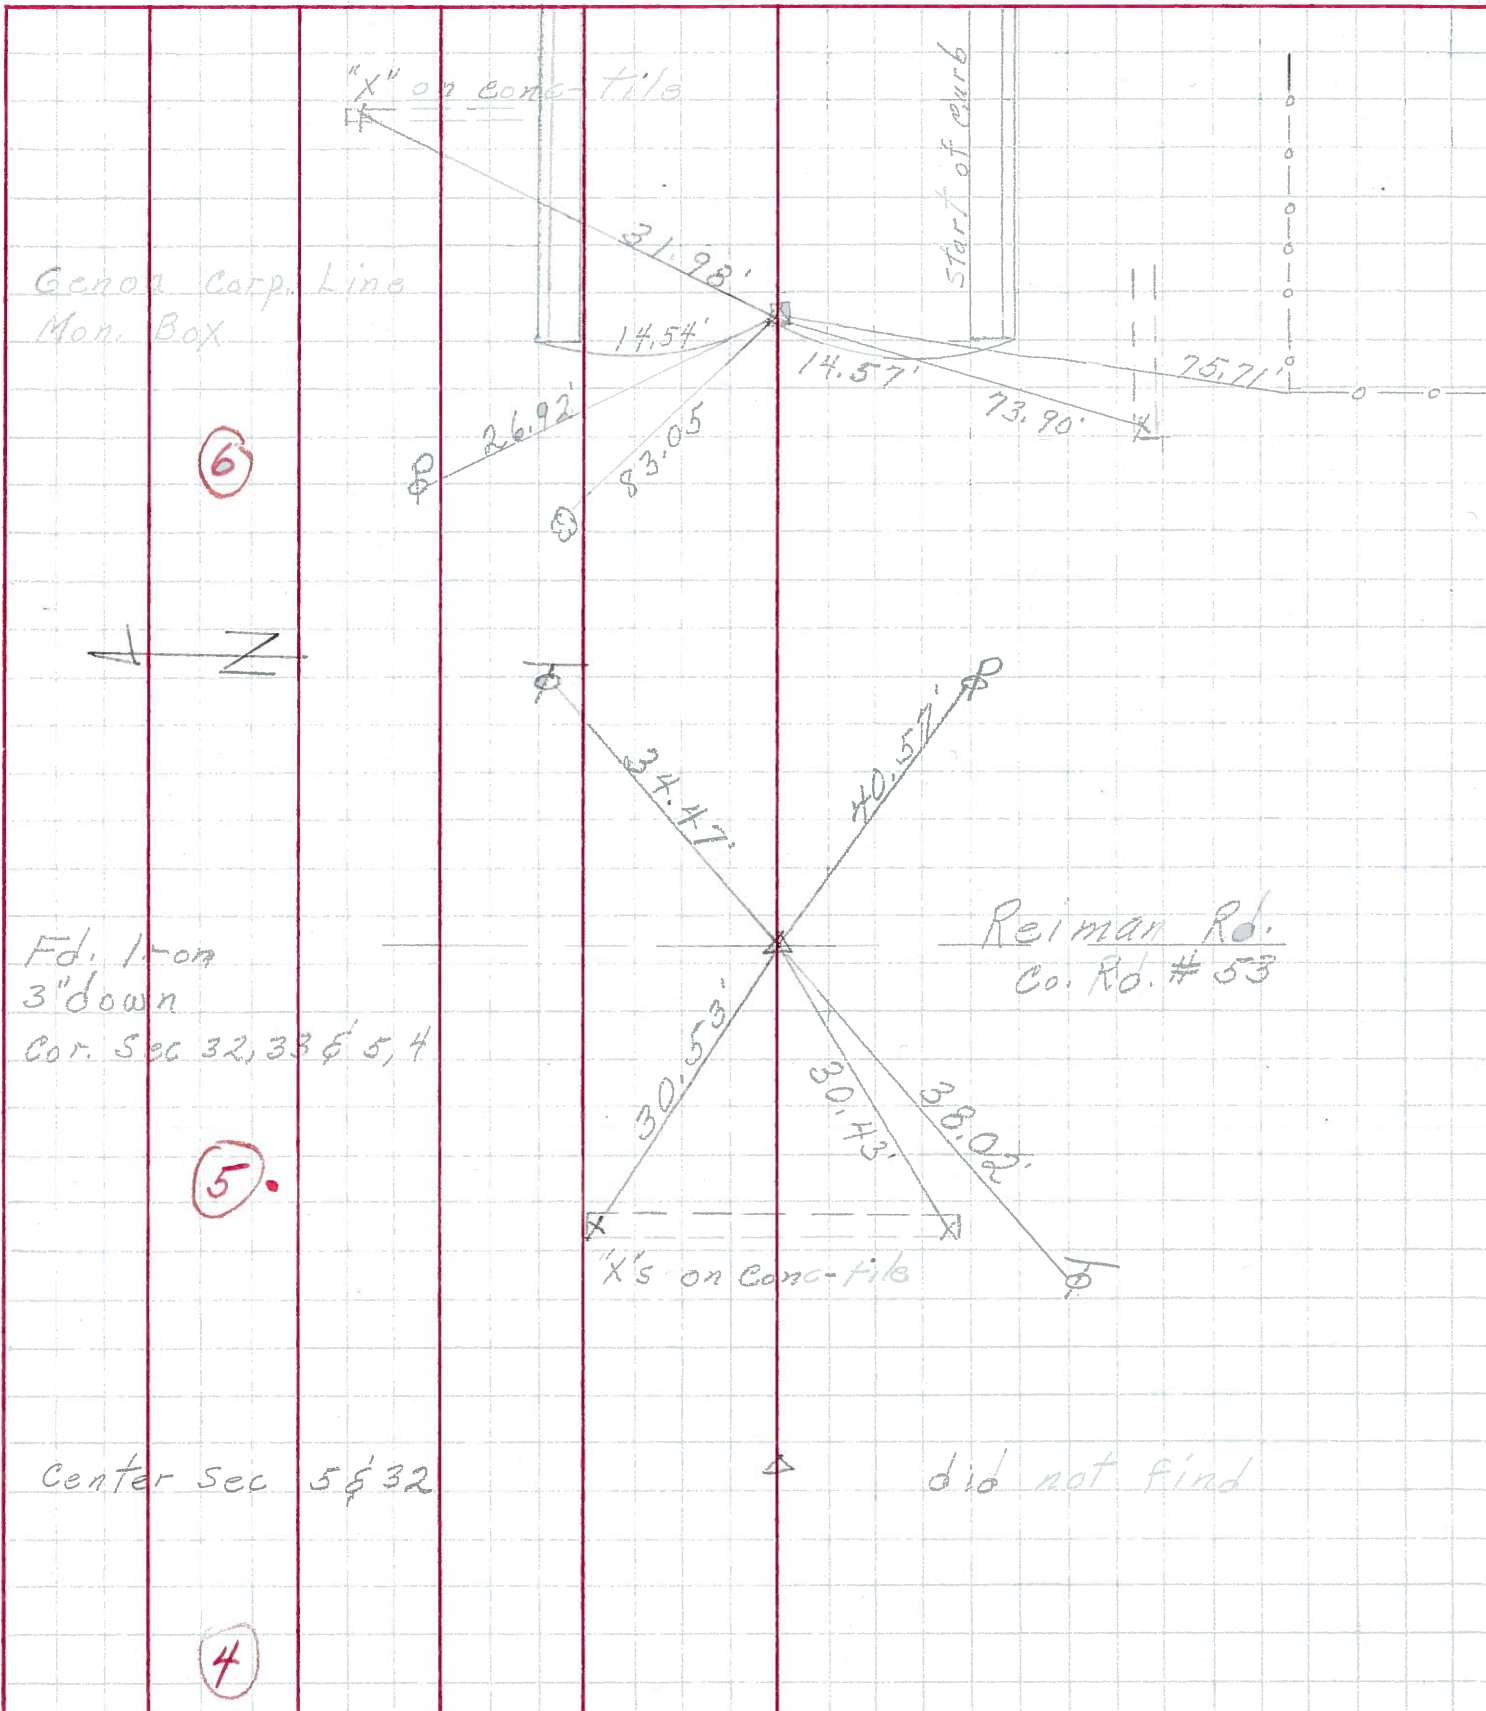 "X" on conc-tile
Start of curb
31.98'
Genoa Corp. Line
Mon. Box
14.54'
14.57'
75.71'
73.90'
26.92'
83.05
6
N
34.47'
40.57'
Reiman Rd.
Co. Rd. # 53
Fd. Iron
3" down
Cor. Sec 32, 33 & 5, 4
30.53'
30.43'
38.02'
5.
"X"s on conc-tile
Center Sec 5 & 32
did not find
4